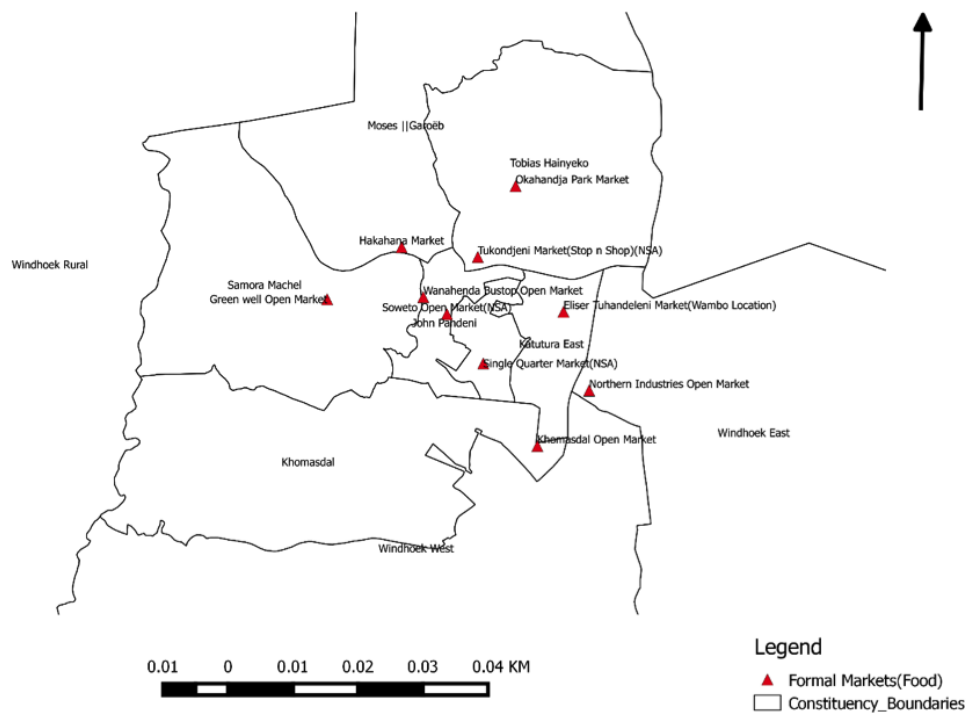 Moses ||Garoëb
Tobias Hainyeko
Okahandja Park Market
Hakahana Market
Tukondjeni Market(Stop n Shop)(NSA)
Windhoek Rural
Samora Machel
Green well Open Market
Wanahenda Bustop Open Market
Soweto Open Market(NSA)
John Pandeni
Eliser Tuhandeleni Market(Wambo Location)
Katutura East
Single Quarter Market(NSA)
Northern Industries Open Market
Windhoek East
Khomasdal Open Market
Khomasdal
Windhoek West
Legend
0.01 0 0.01 0.02 0.03 0.04 KM
Formal Markets(Food)
Constituency_Boundaries